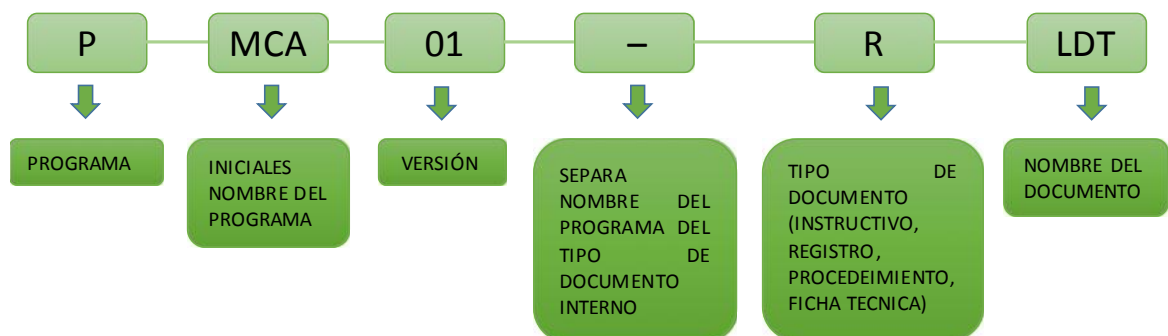 P
MCA
01
–
R
LDT
PROGRAMA
INICIALES
NOMBRE DEL
PROGRAMA
VERSIÓN
SEPARA
NOMBRE DEL
PROGRAMA DEL
TIPO DE
DOCUMENTO
INTERNO
TIPO DE
DOCUMENTO
(INSTRUCTIVO,
REGISTRO,
PROCEDEIMIENTO,
FICHA TECNICA)
NOMBRE DEL
DOCUMENTO